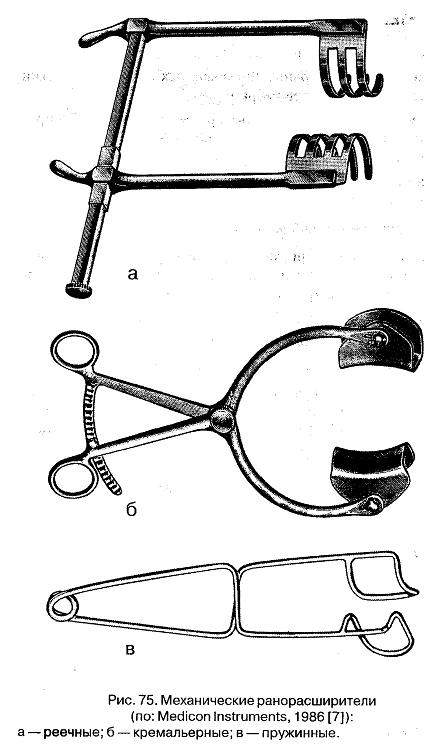 а
б
в
Рис. 75. Механические ранорасширители
(по: Medicon Instruments, 1986 [7]):
а — реечные; б — кремальерные; в — пружинные.